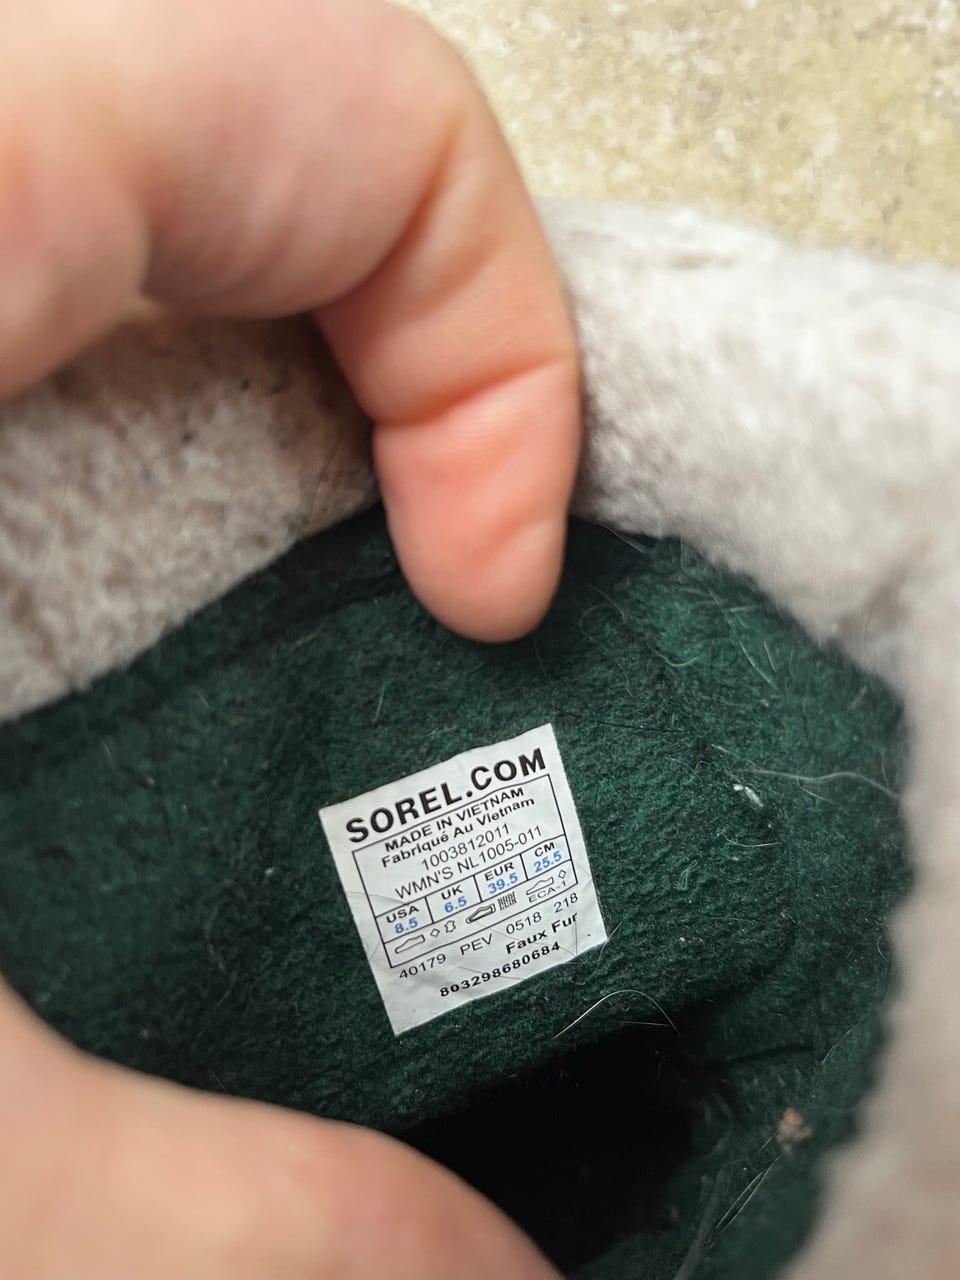 SOREL.COM
MADE IN VIETNAM
Fabriqué Au Vietnam
1003812011
WMN'S NL1005-011
USA UK EUR CM
8.5 6.5 39.5 25.5
ECA-1
40179 PEV 0518 218
Faux Fur
803298680684